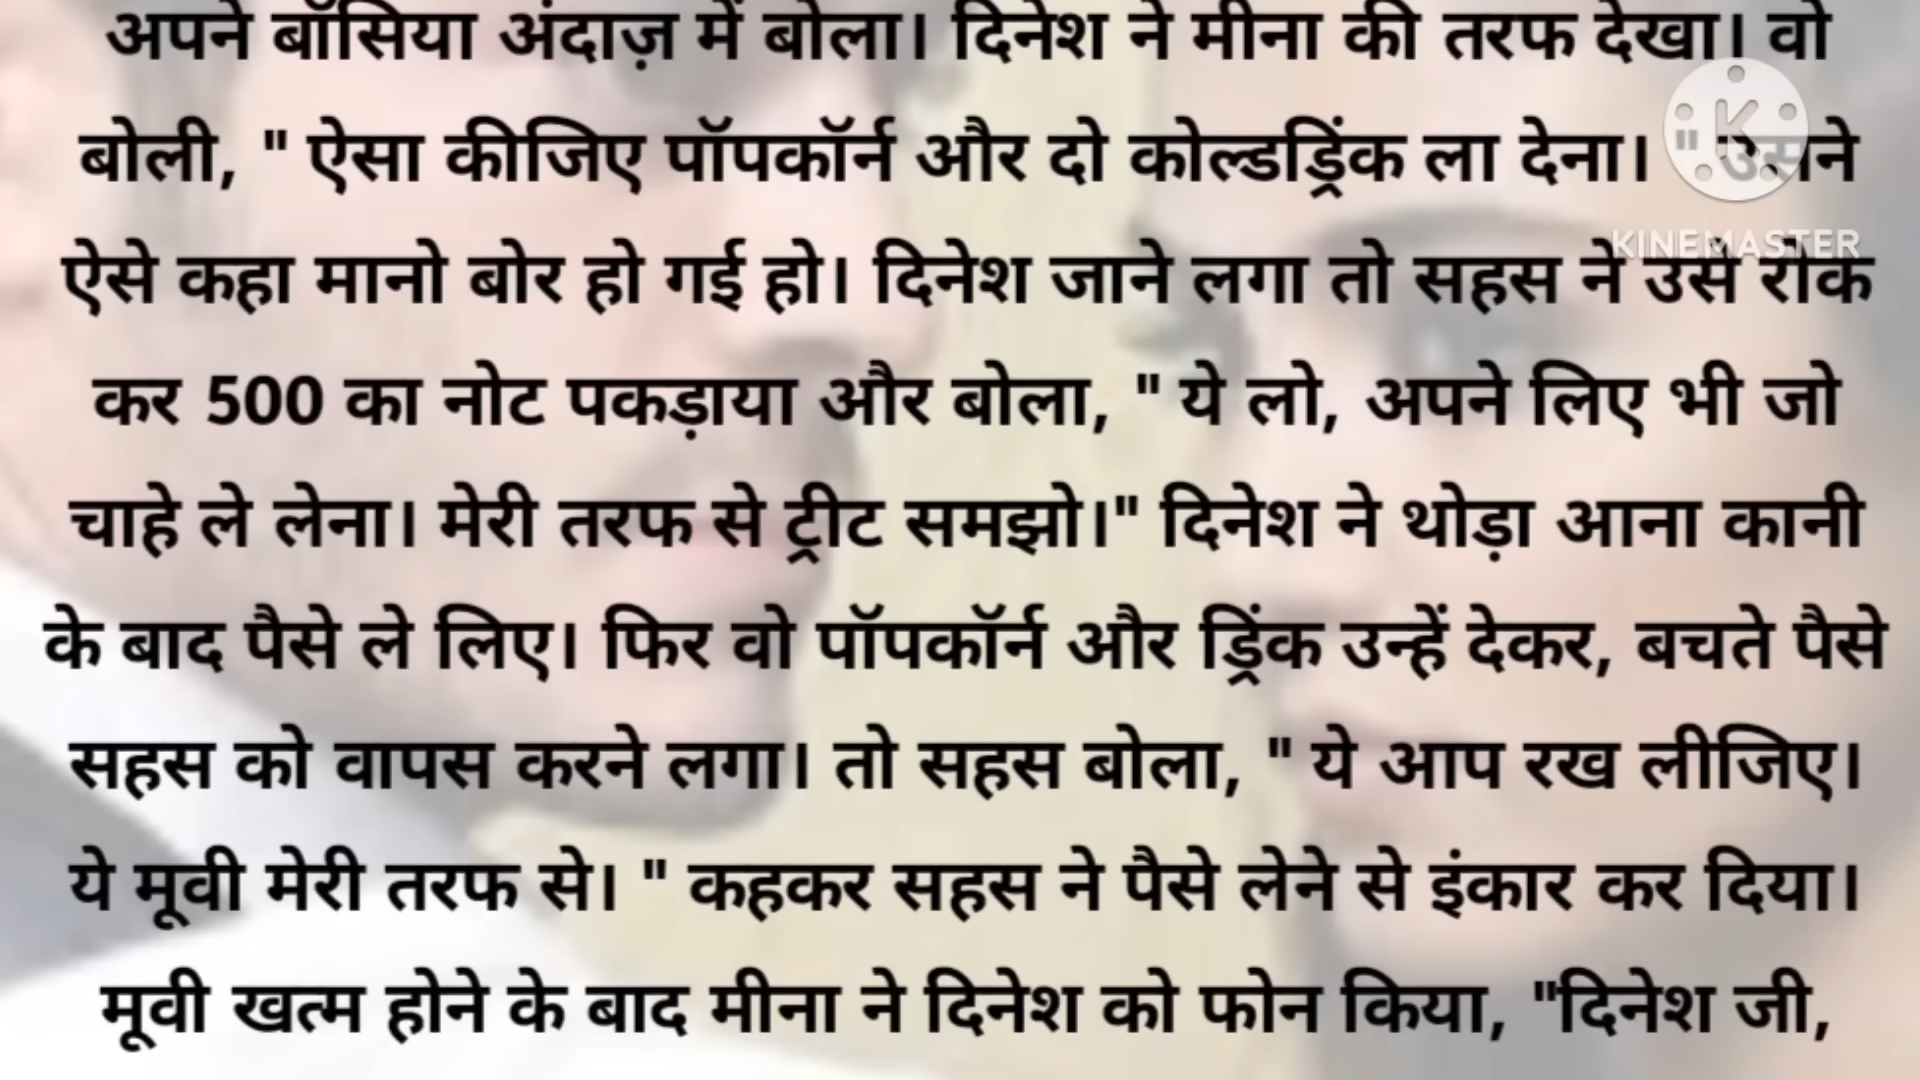 अपने बॉसिया अंदाज़ में बोला। दिनेश ने मीना की तरफ देखा। वो
बोली, " ऐसा कीजिए पॉपकॉर्न और दो कोल्डड्रिंक ला देना। " उसने
ऐसे कहा मानो बोर हो गई हो। दिनेश जाने लगा तो सहस ने उसे रोक
कर 500 का नोट पकड़ाया और बोला, " ये लो, अपने लिए भी जो
चाहे ले लेना। मेरी तरफ से ट्रीट समझो।" दिनेश ने थोड़ा आना कानी
के बाद पैसे ले लिए। फिर वो पॉपकॉर्न और ड्रिंक उन्हें देकर, बचते पैसे
सहस को वापस करने लगा। तो सहस बोला, " ये आप रख लीजिए।
ये मूवी मेरी तरफ से। " कहकर सहस ने पैसे लेने से इंकार कर दिया।
मूवी खत्म होने के बाद मीना ने दिनेश को फोन किया, "दिनेश जी,
K
KINEMASTER